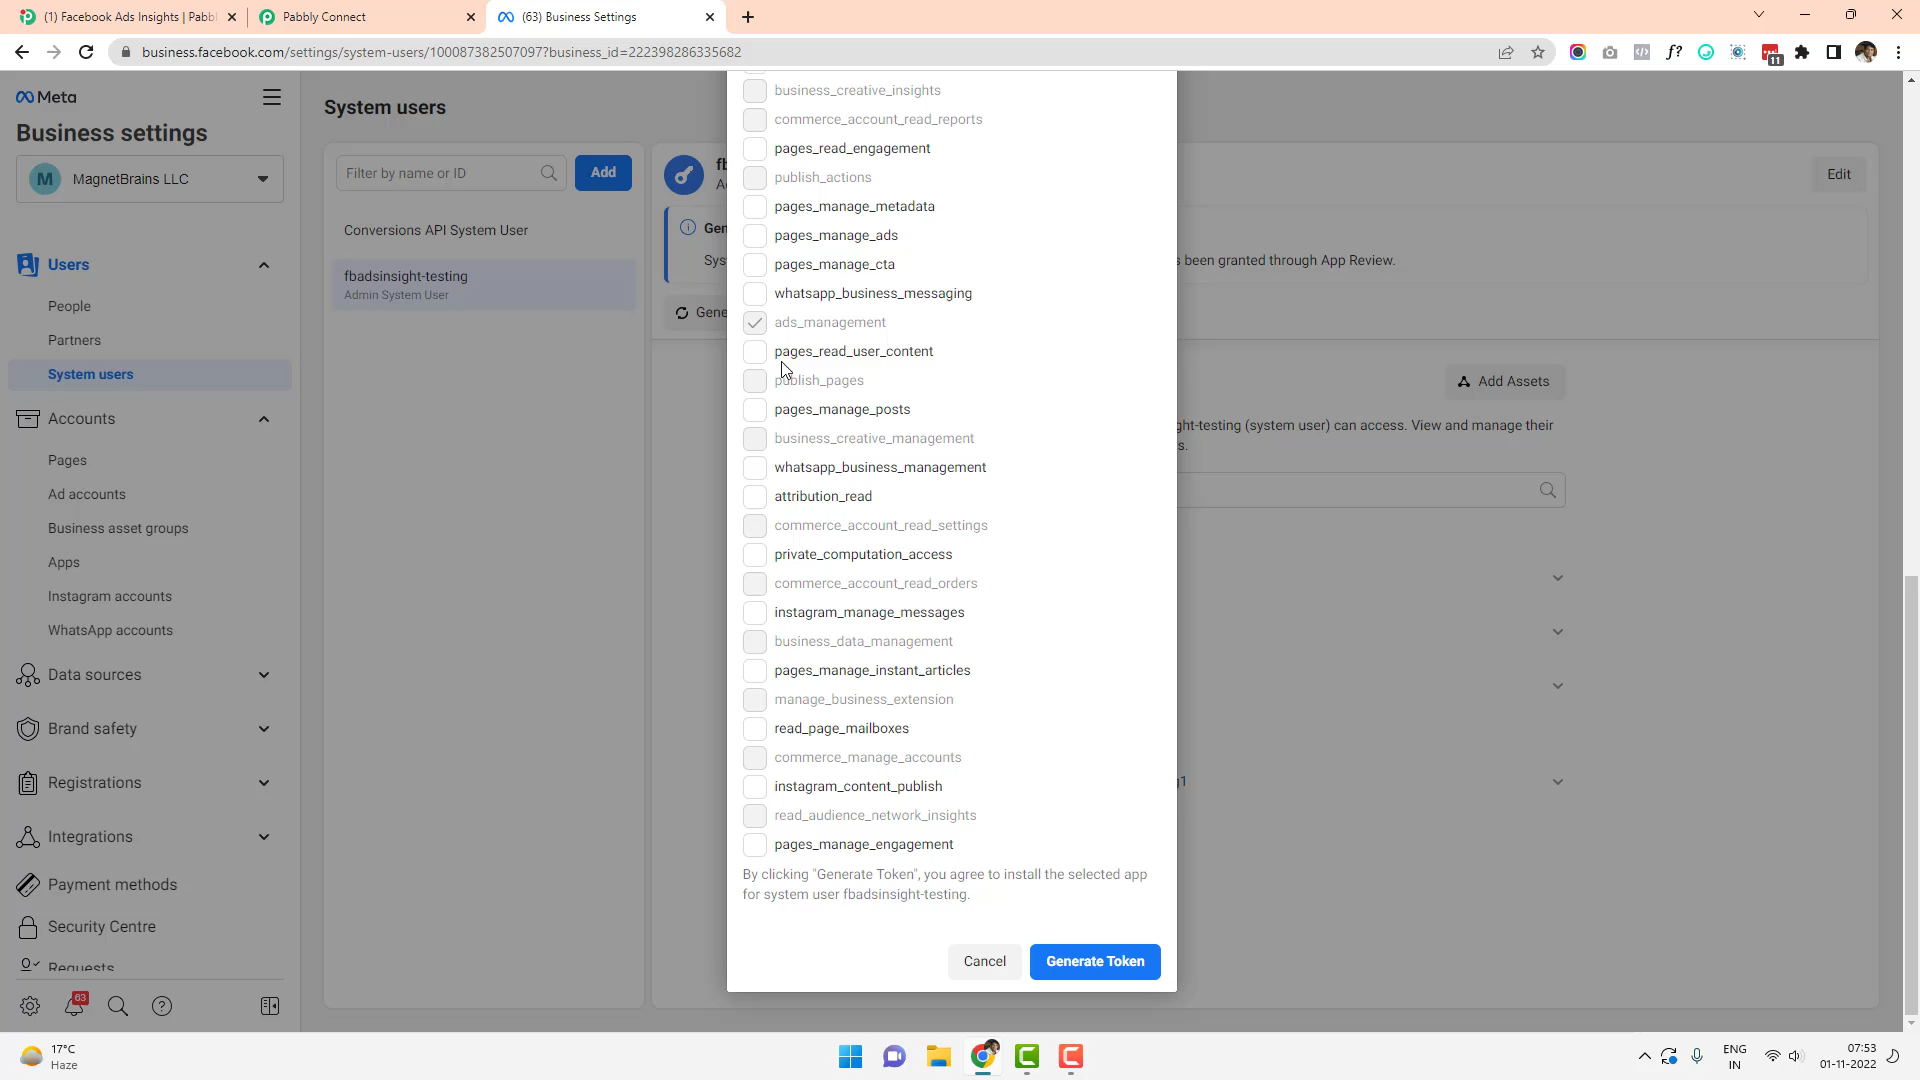 (1) Facebook Ads Insights | Pabbl
Pabbly Connect
(63) Business Settings
business.facebook.com/settings/system-users/100087382507097?business_id=222398286335682
f?
11
Meta
Business settings
M
MagnetBrains LLC
Users
People
Partners
System users
Accounts
Pages
Ad accounts
Business asset groups
Apps
Instagram accounts
WhatsApp accounts
Data sources
Brand safety
Registrations
Integrations
Payment methods
Security Centre
Requests
63
System users
Filter by name or ID
Add
Conversions API System User
fbadsinsight-testing
Admin System User
fb
A
Edit
Gen
Sys
s been granted through App Review.
Gene
Add Assets
ght-testing (system user) can access. View and manage their
s.
g1
business_creative_insights
commerce_account_read_reports
pages_read_engagement
publish_actions
pages_manage_metadata
pages_manage_ads
pages_manage_cta
whatsapp_business_messaging
ads_management
pages_read_user_content
publish_pages
pages_manage_posts
business_creative_management
whatsapp_business_management
attribution_read
commerce_account_read_settings
private_computation_access
commerce_account_read_orders
instagram_manage_messages
business_data_management
pages_manage_instant_articles
manage_business_extension
read_page_mailboxes
commerce_manage_accounts
instagram_content_publish
read_audience_network_insights
pages_manage_engagement
By clicking "Generate Token", you agree to install the selected app
for system user fbadsinsight-testing.
Cancel
Generate Token
17°C
Haze
ENG
IN
07:53
01-11-2022